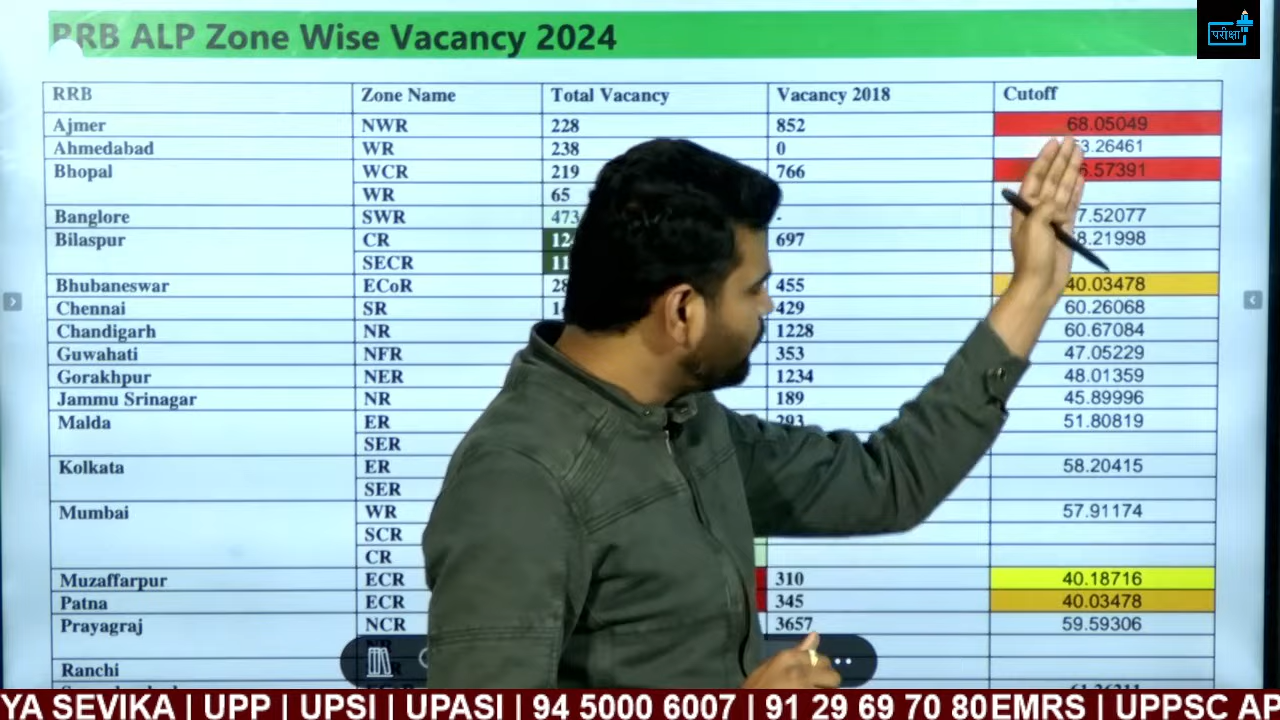 RRB ALP Zone Wise Vacancy 2024
परीक्षा
RRB Zone Name Total Vacancy Vacancy 2018 Cutoff
Ajmer NWR 228 852 68.05049
Ahmedabad WR 238 0 3.26461
Bhopal WCR 219 766 6.57391
WR 65
Banglore SWR 473 - 7.52077
Bilaspur CR 697 8.21998
SECR
Bhubaneswar ECoR 455 40.03478
Chennai SR 429 60.26068
Chandigarh NR 1228 60.67084
Guwahati NFR 353 47.05229
Gorakhpur NER 1234 48.01359
Jammu Srinagar NR 189 45.89996
Malda ER 293 51.80819
SER
Kolkata ER 58.20415
SER
Mumbai WR 57.91174
SCR
CR
Muzaffarpur ECR 310 40.18716
Patna ECR 345 40.03478
Prayagraj NCR 3657 59.59306
Ranchi
YA SEVIKA | UPP | UPSI | UPASI | 94 5000 6007 | 91 29 69 70 80 EMRS | UPPSC AP